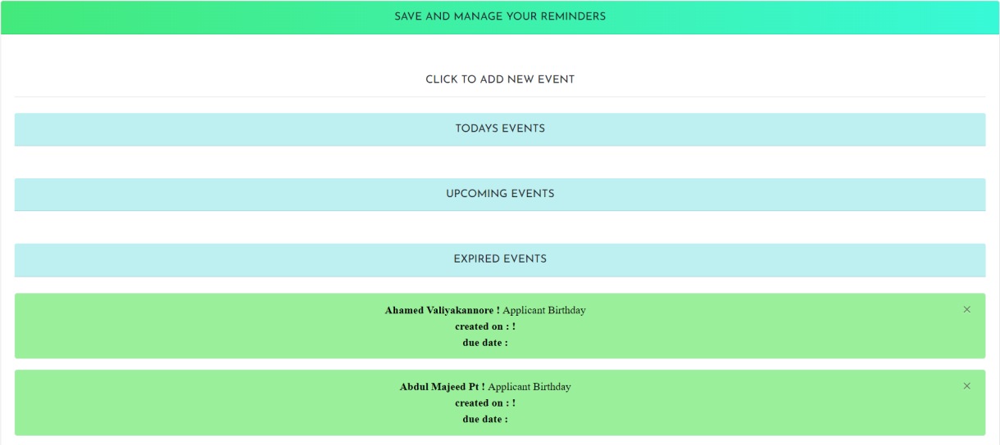 SAVE AND MANAGE YOUR REMINDERS
CLICK TO ADD NEW EVENT
TODAYS EVENTS
UPCOMING EVENTS
EXPIRED EVENTS
Ahamed Valiyakannore ! Applicant Birthday
created on : !
due date :
Abdul Majeed Pt ! Applicant Birthday
created on : !
due date :